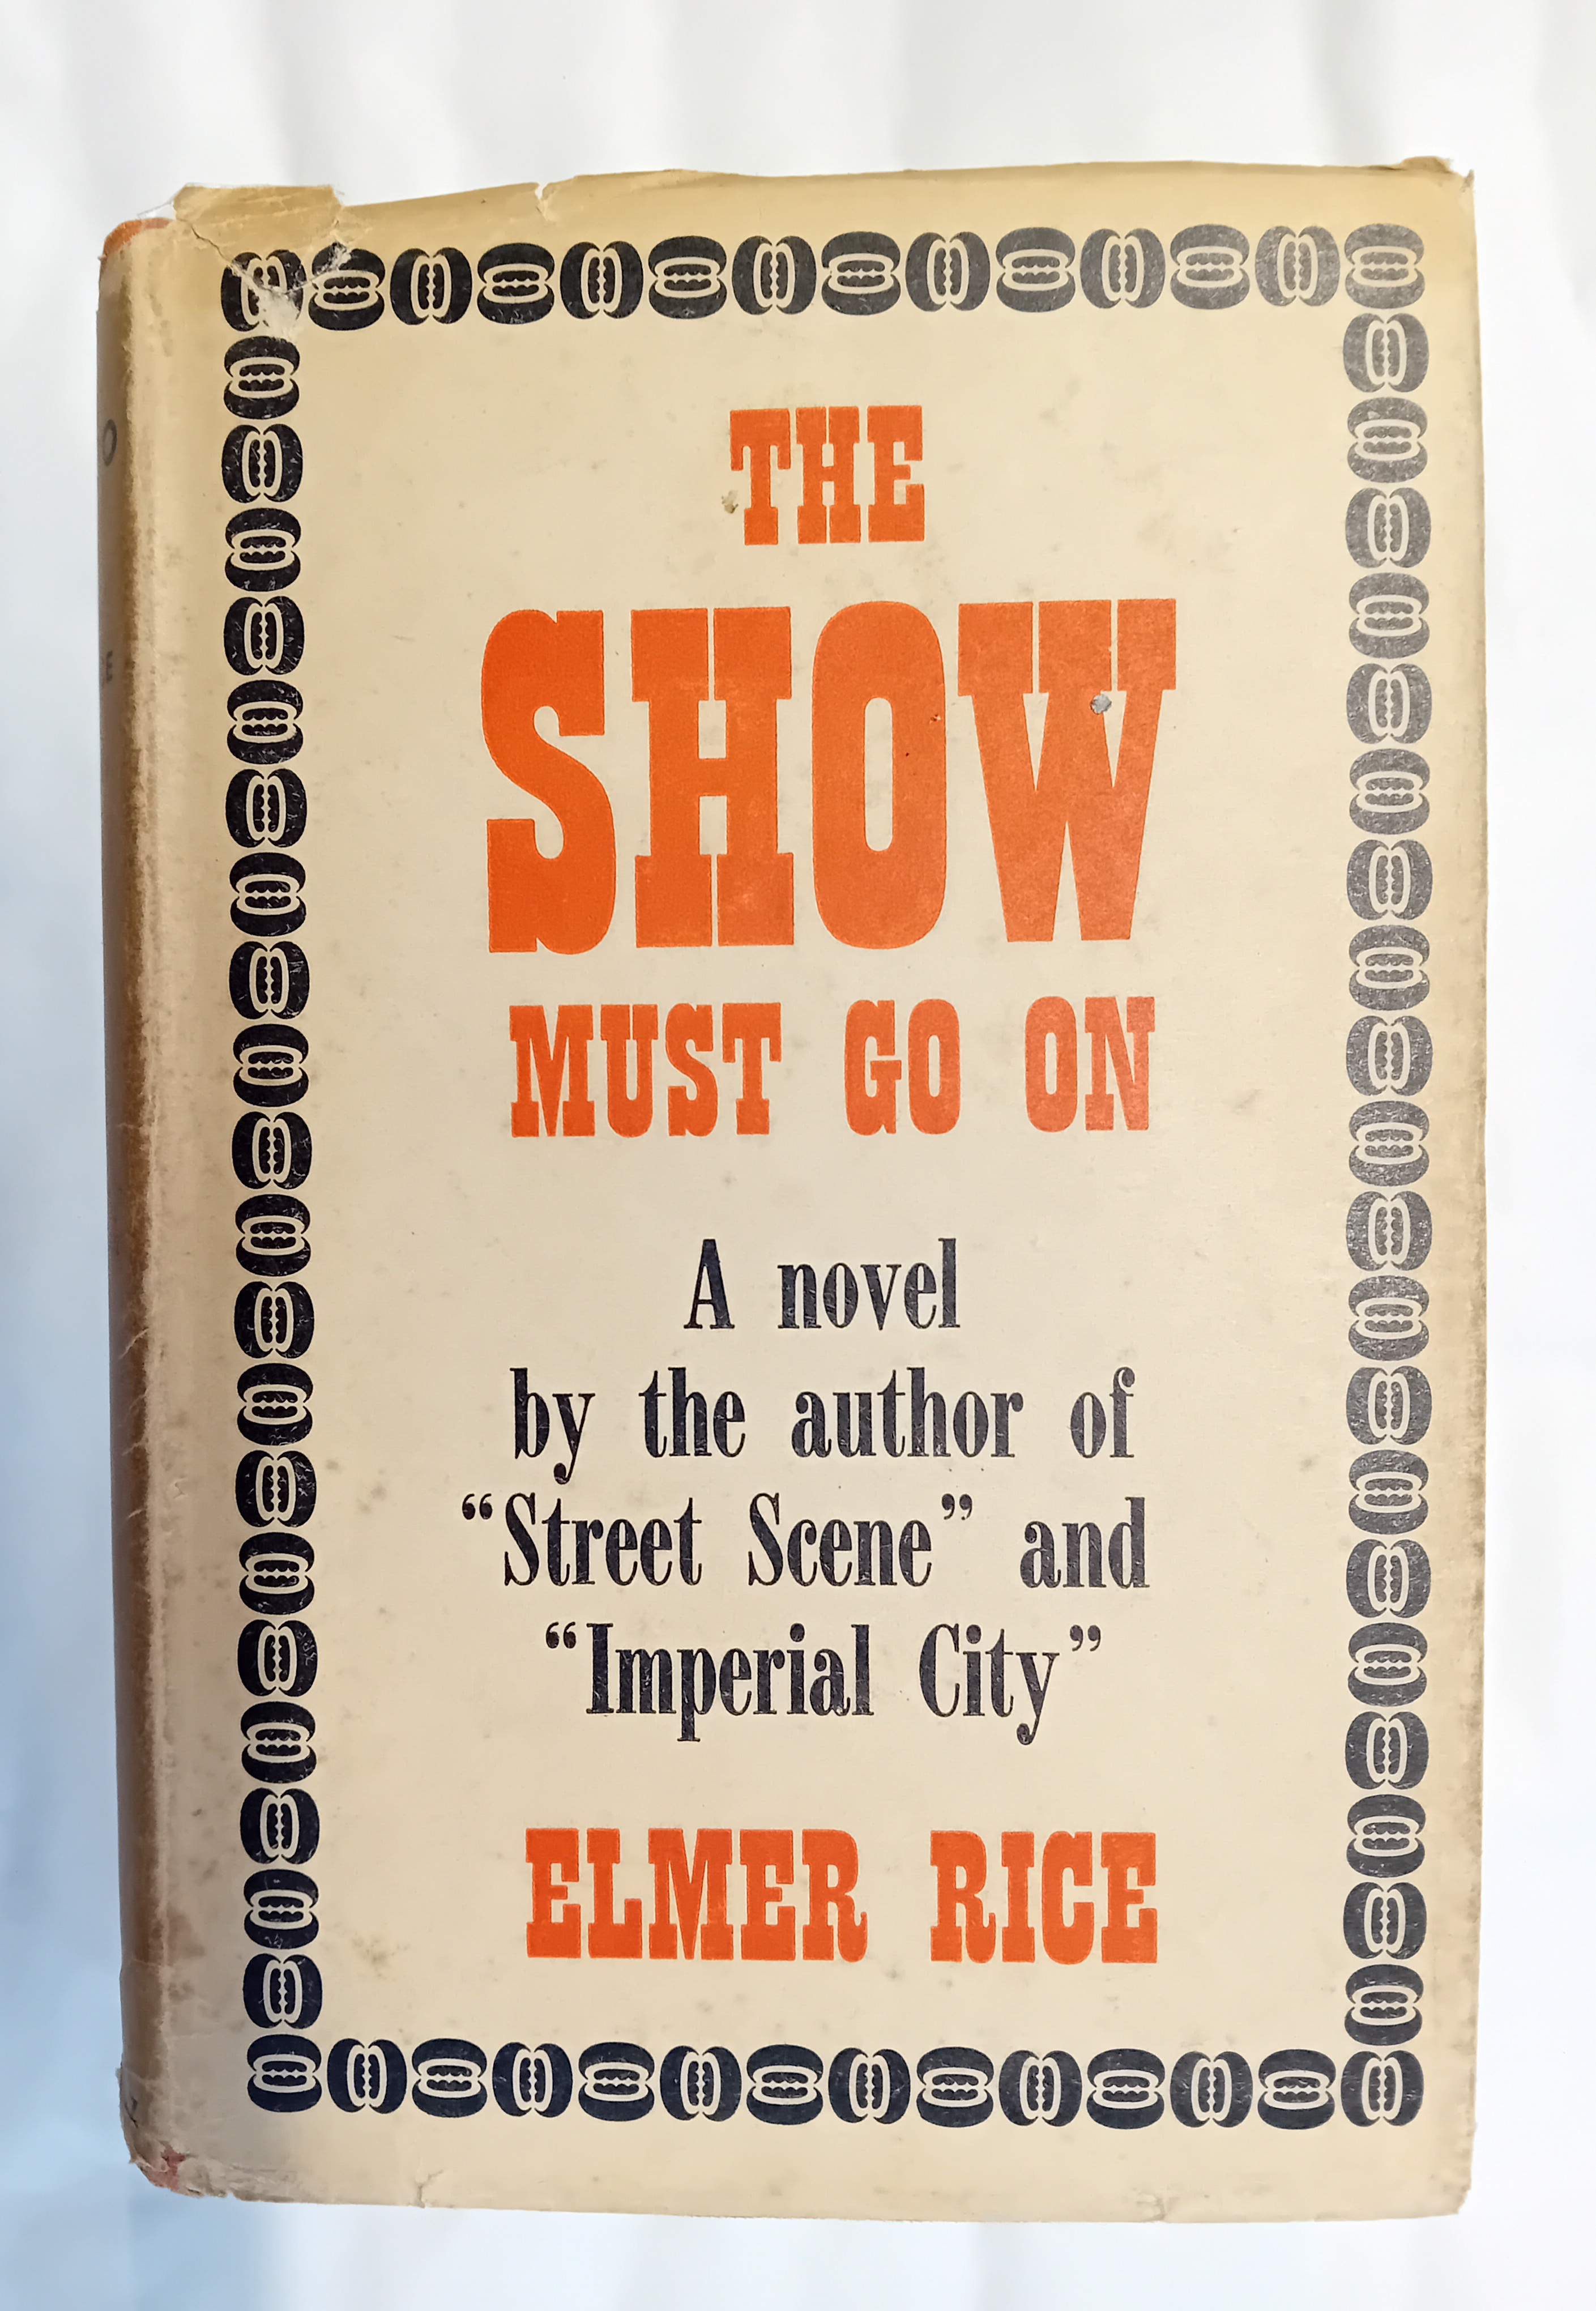 THE
SHOW
MUST GO ON
A novel
by the author of
“Street Scene” and
“Imperial City”
ELMER RICE